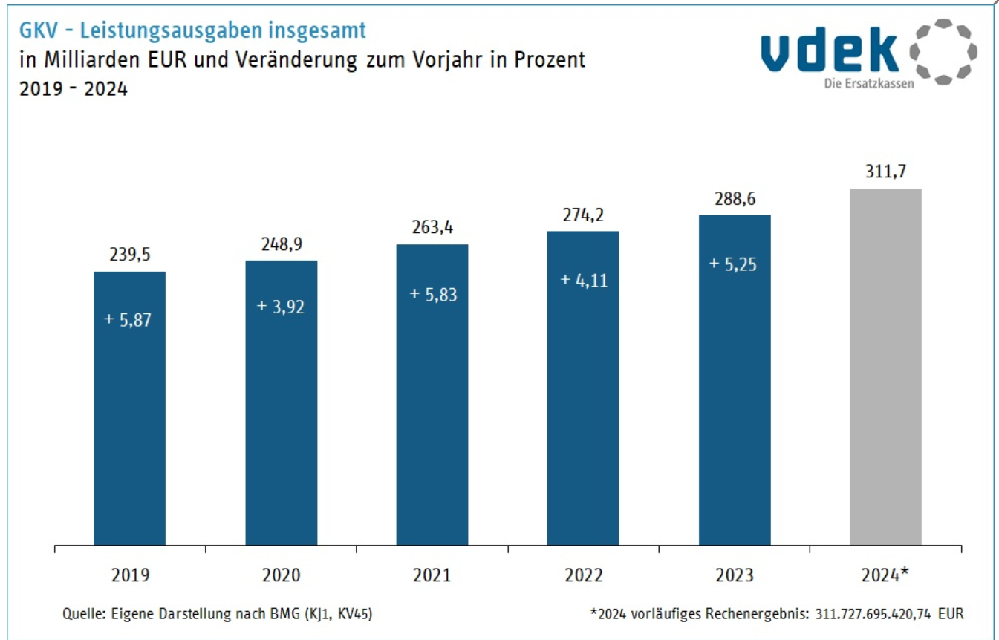 GKV - Leistungsausgaben insgesamt
in Milliarden EUR und Veränderung zum Vorjahr in Prozent
2019 - 2024
vdek
Die Ersatzkassen
239,5
248,9
263,4
274,2
288,6
311,7
+ 5,87
+ 3,92
+ 5,83
+ 4,11
+ 5,25
2019
2020
2021
2022
2023
2024*
Quelle: Eigene Darstellung nach BMG (KJ1, KV45)
*2024 vorläufiges Rechenergebnis: 311.727.695.420,74 EUR